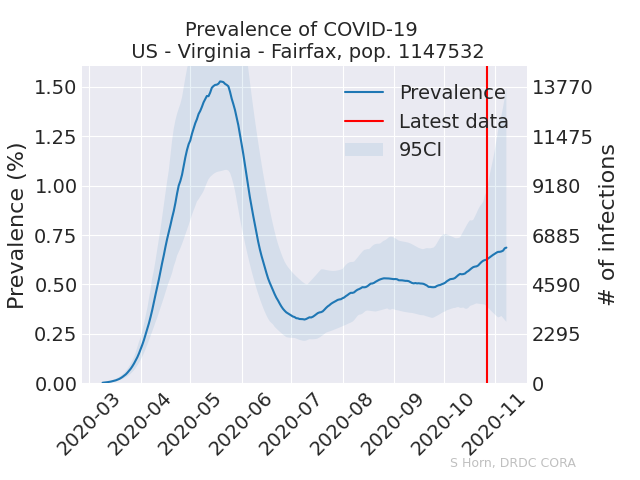 Prevalence of COVID-19
US - Virginia - Fairfax, pop. 1147532
Prevalence (%)
1.50
1.25
1.00
0.75
0.50
0.25
0.00
Prevalence
Latest data
95CI
13770
11475
9180
6885
4590
2295
0
# of infections
2020-03
2020-04
2020-05
2020-06
2020-07
2020-08
2020-09
2020-10
2020-11
S Horn, DRDC CORA